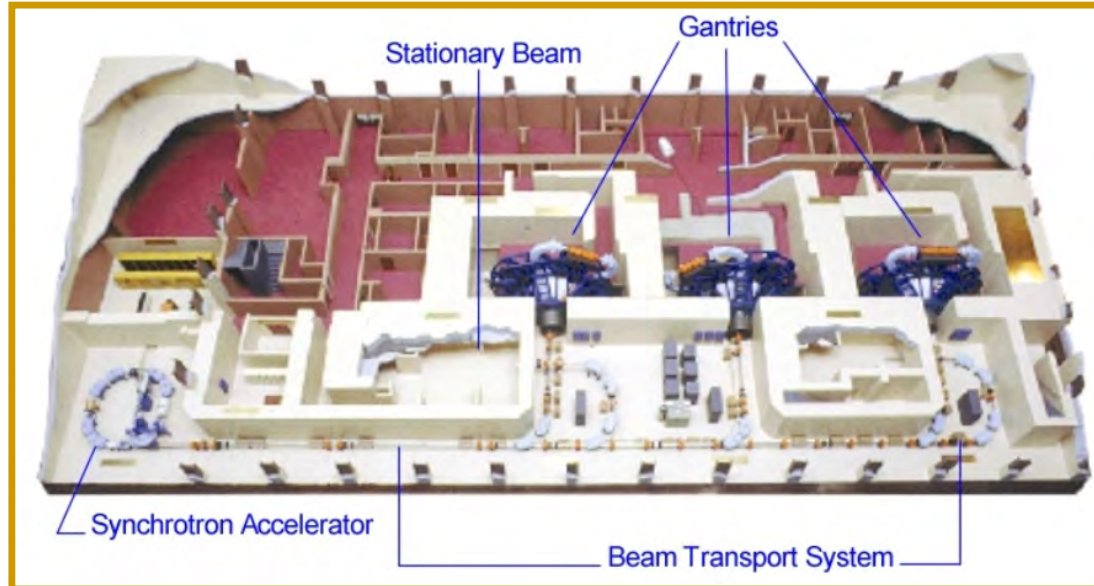 Gantries
Stationary Beam
Synchrotron Accelerator
Beam Transport System